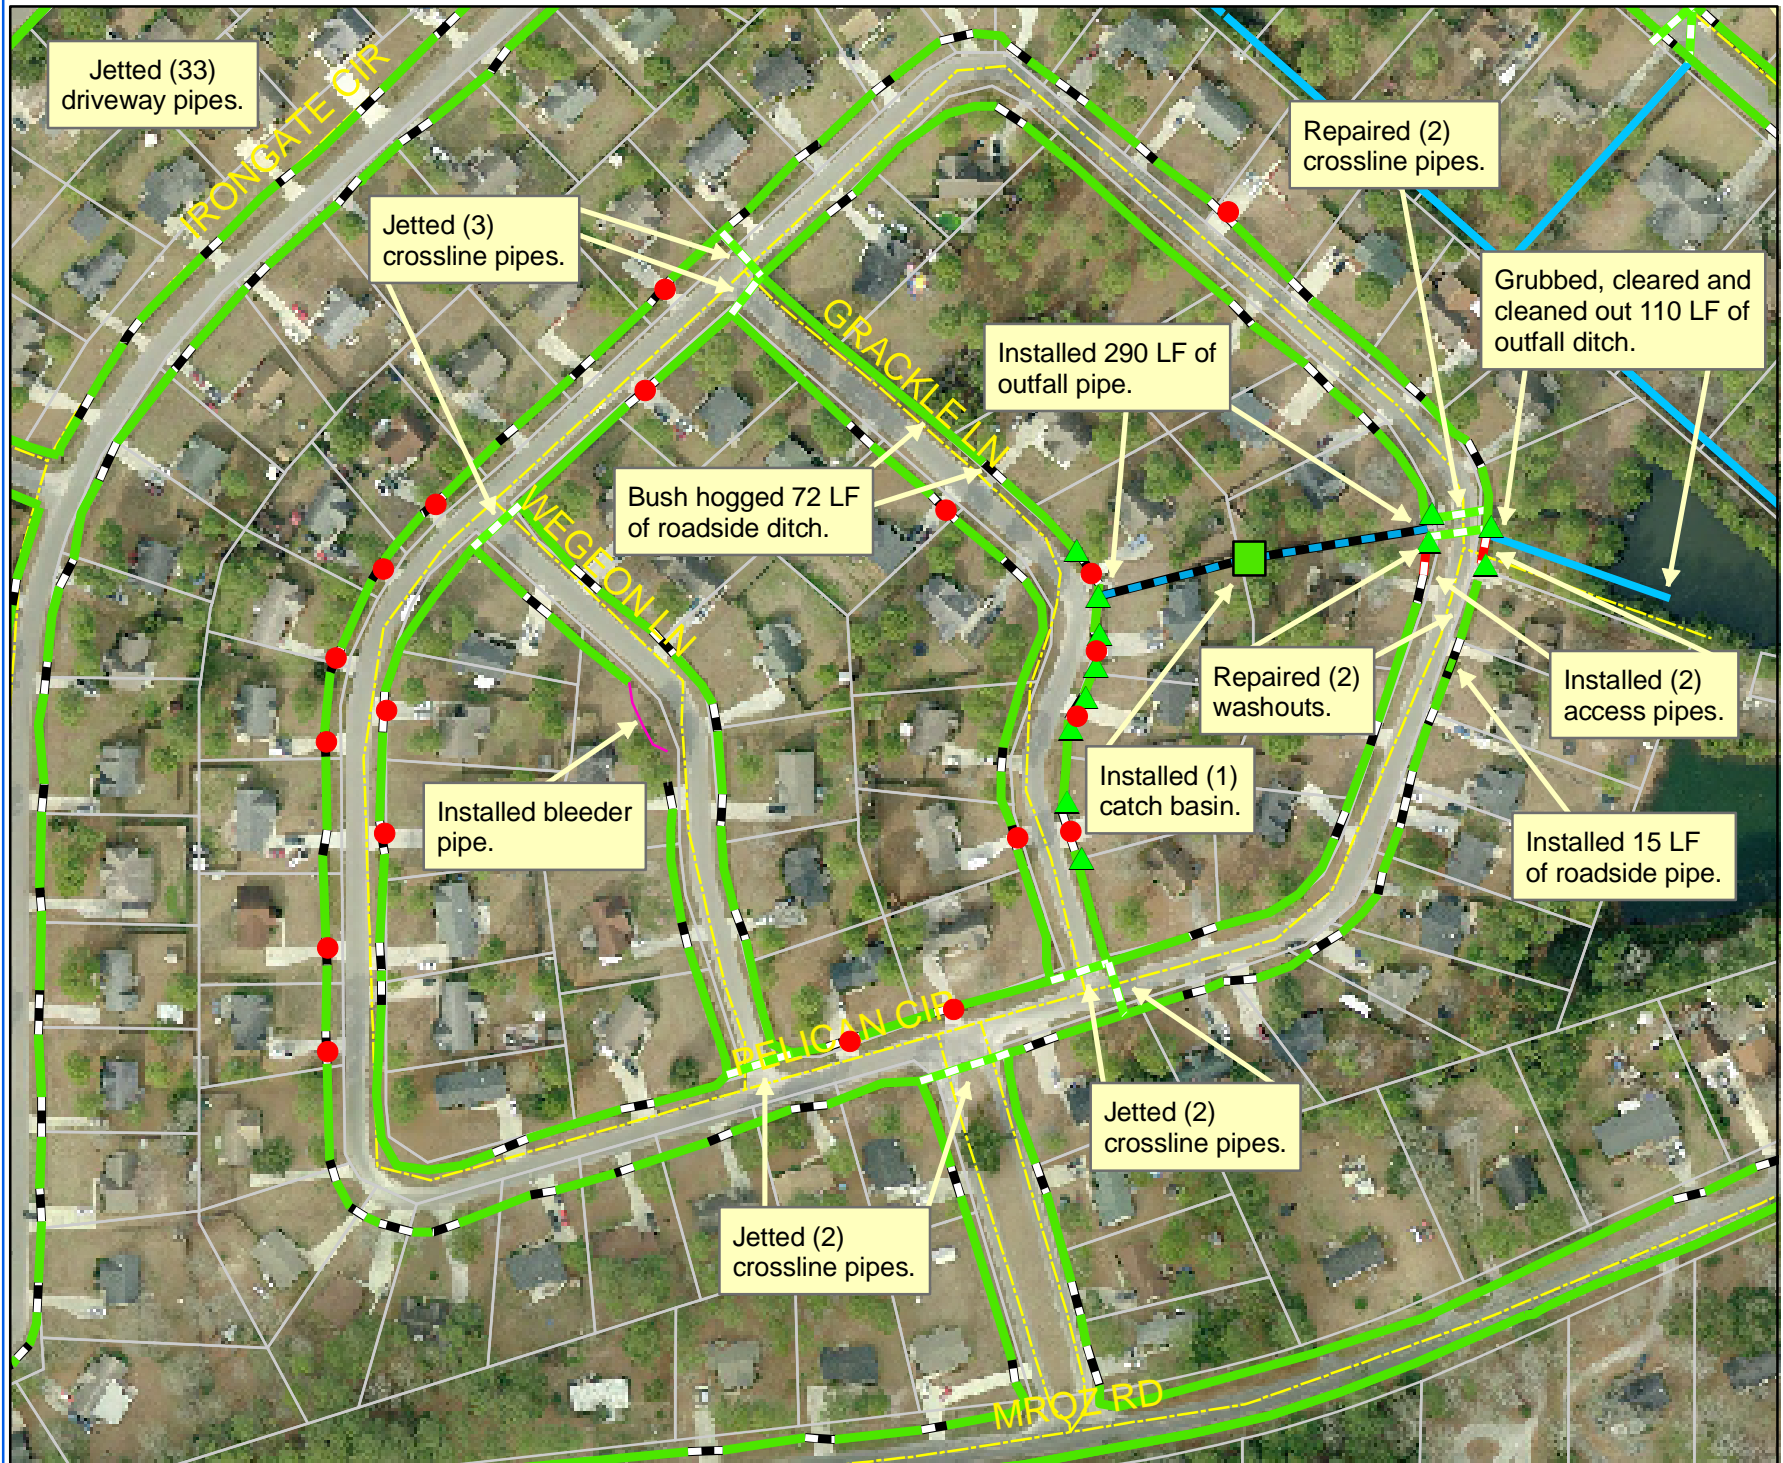 Jetted (33)
driveway pipes.
IRONGATE CIR
Repaired (2)
crossline pipes.
Jetted (3)
crossline pipes.
Grubbed, cleared and
cleaned out 110 LF of
outfall ditch.
GRACKLE LN
Installed 290 LF of
outfall pipe.
Bush hogged 72 LF
of roadside ditch.
WEGEON LN
Repaired (2)
washouts.
Installed (2)
access pipes.
Installed (1)
catch basin.
Installed bleeder
pipe.
Installed 15 LF
of roadside pipe.
PELICAN CIR
Jetted (2)
crossline pipes.
Jetted (2)
crossline pipes.
MROZ RD